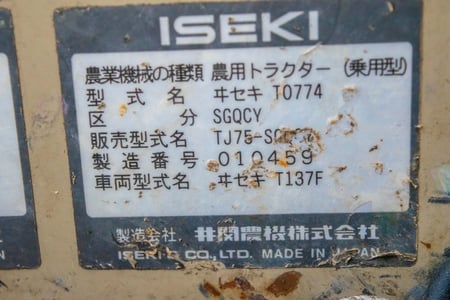 ISEKI
農業機械の種類 農用トラクター (乗用型)
型式名 ヰセキ T0774
区分 SGQCY
販売型式名
製造番号 010459
車両型式名 ヰセキ T137F
製造会社. 井関農機株式会社
ISEKI & CO., LTD. MADE IN JAPAN